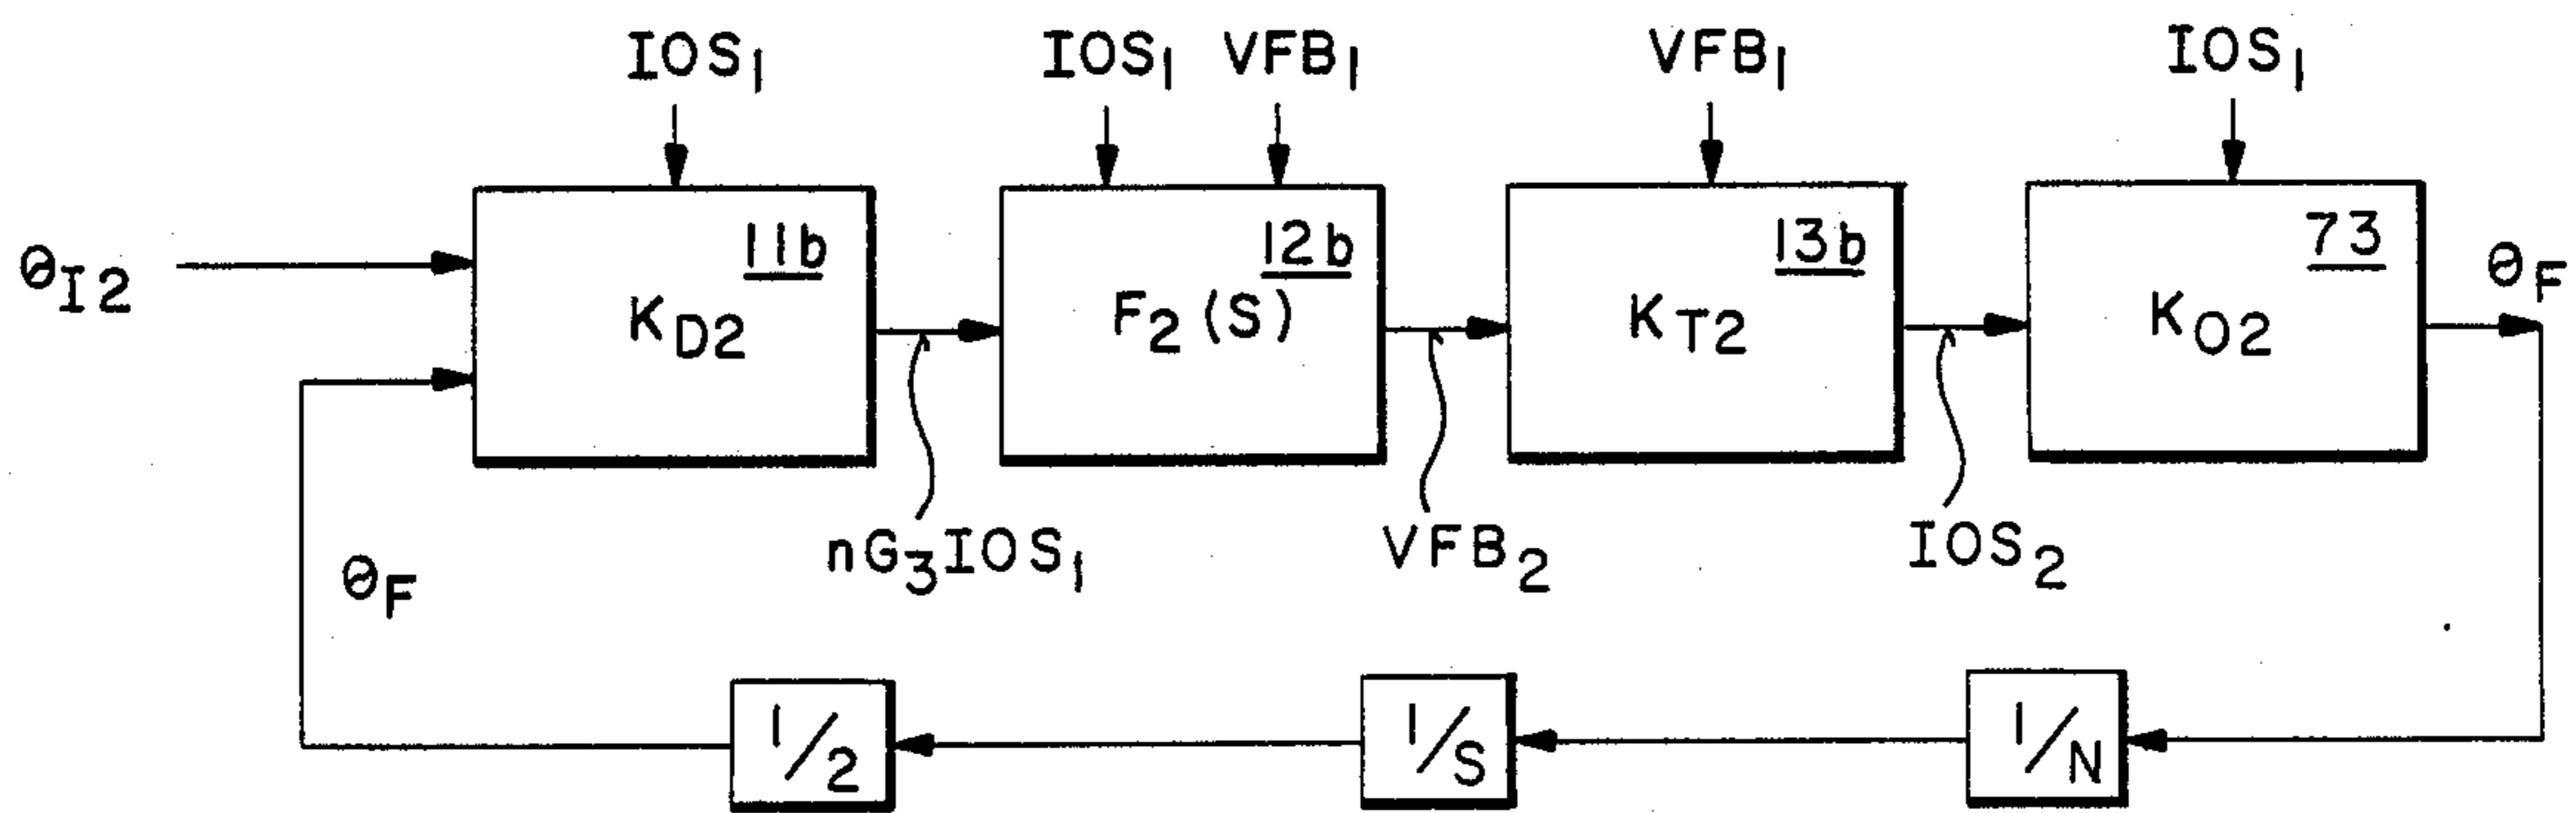 IOS₁ IOS₁ VFB₁ VFB₁ IOS₁
θI2 11b 12b 13b 73 θF
KD2 F₂(S) KT2 KO2
nG₃IOS₁ VFB₂ IOS₂
θF
1/2 1/S 1/N